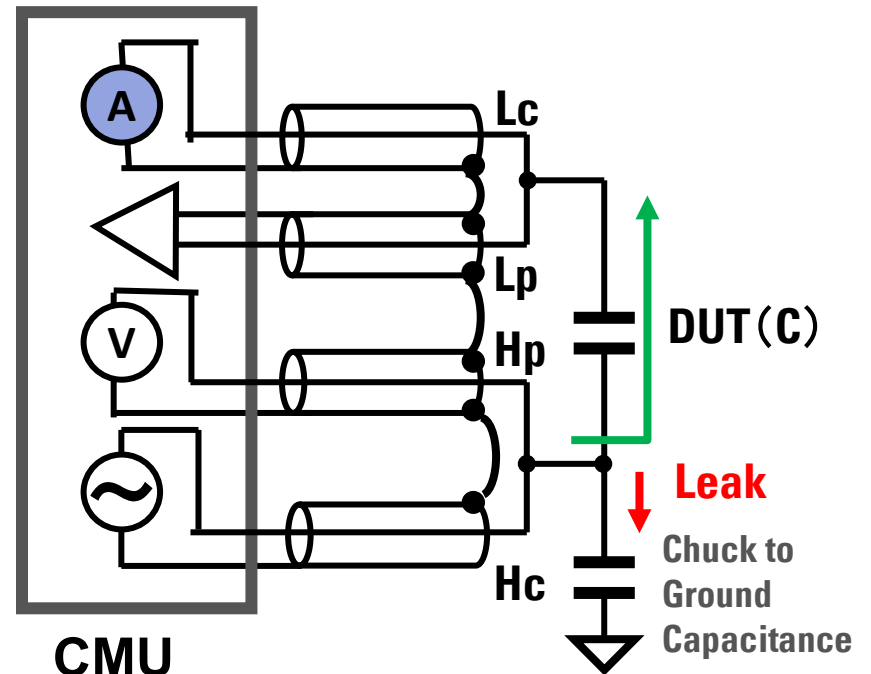 A
Lc
Lp
DUT(C)
V
Hp
Leak
Chuck to
Ground
Capacitance
Hc
CMU